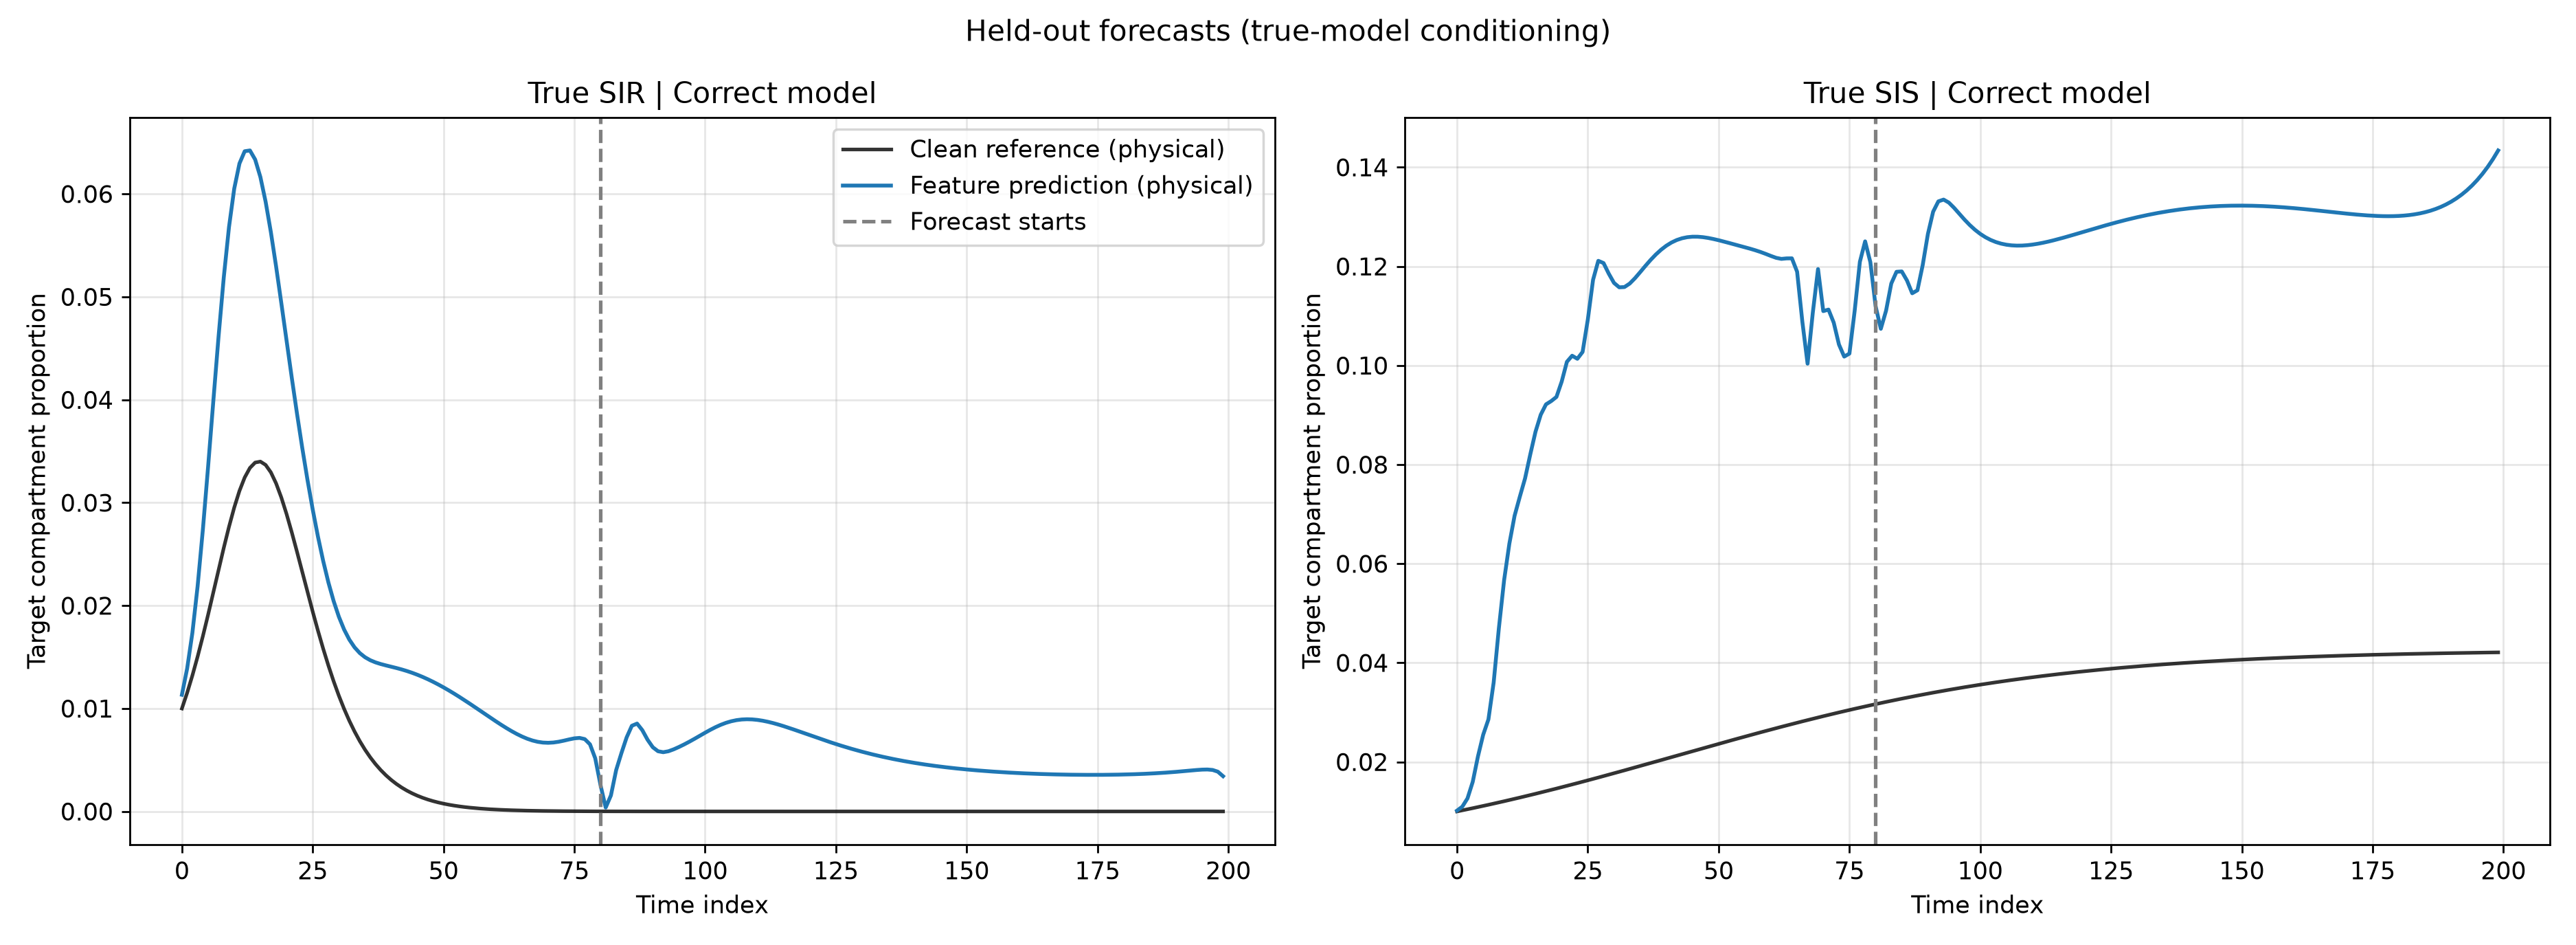 Held-out forecasts (true-model conditioning)
True SIR | Correct model
Target compartment proportion
0.06
0.05
0.04
0.03
0.02
0.01
0.00
0 25 50 75 100 125 150 175 200
Time index
Clean reference (physical)
Feature prediction (physical)
Forecast starts
True SIS | Correct model
Target compartment proportion
0.14
0.12
0.10
0.08
0.06
0.04
0.02
0 25 50 75 100 125 150 175 200
Time index